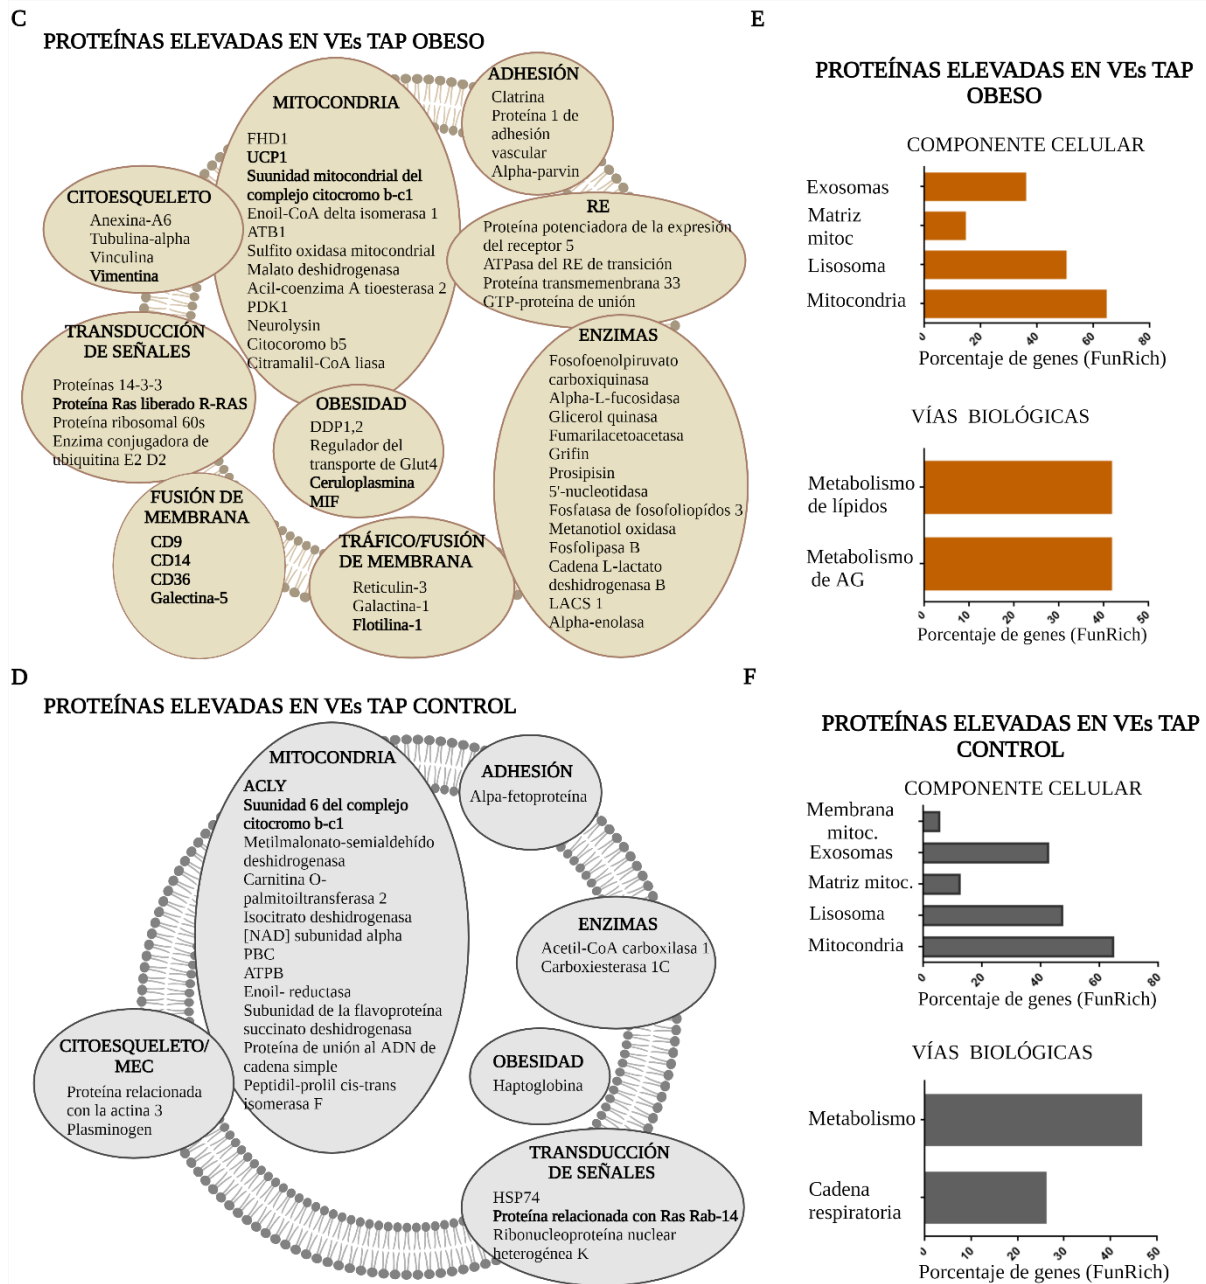 C
PROTEÍNAS ELEVADAS EN VEs TAP OBESO
MITOCONDRIA
FHD1
UCP1
Suunidad mitrocondrial del
complejo citocromo b-c1
Enoil-CoA delta isomerasa 1
ATB1
Sulfito oxidasa mitocondrial
Malato deshidrogenasa
Acil-coenzima A tioesterasa 2
PDK1
Neurolysin
Citocoromo b5
Citramalil-CoA liasa
ADHESIÓN
Clatrina
Proteína 1 de
adhesión
vascular
Alpha-parvin
CITOESQUELETO
Anexina-A6
Tubulina-alpha
Vinculina
Vimentina
RE
Proteína potenciadora de la expresión
del receptor 5
ATPasa del RE de transición
Proteína transmemenbrana 33
GTP-proteína de unión
TRANSDUCCIÓN
DE SEÑALES
Proteínas 14-3-3
Proteína Ras liberado R-RAS
Proteína ribosomal 60s
Enzima conjugadora de
ubiquitina E2 D2
OBESIDAD
DDP1,2
Regulador del
transporte de Glut4
Ceruloplasmina
MIF
ENZIMAS
Fosofoenolpiruvato
carboxiquinasa
Alpha-L-fucosidasa
Glicerol quinasa
Fumarilacetoacetasa
Grifin
Prosipisin
5'-nucleotidasa
Fosfatasa de fosofoliopídos 3
Metanotiol oxidasa
Fosfolipasa B
Cadena L-lactato
deshidrogenasa B
LACS 1
Alpha-enolasa
FUSIÓN DE
MEMBRANA
CD9
CD14
CD36
Galectina-5
TRÁFICO/FUSIÓN
DE MEMBRANA
Reticulin-3
Galactina-1
Flotilina-1
E
PROTEÍNAS ELEVADAS EN VEs TAP
OBESO
COMPONENTE CELULAR
Exosomas
Matriz
mitoc
Lisosoma
Mitocondria
0 20 40 60 80
Porcentaje de genes (FunRich)
VÍAS BIOLÓGICAS
Metabolismo
de lípidos
Metabolismo
de AG
0 10 20 30 40 50
Porcentaje de genes (FunRich)
D
PROTEÍNAS ELEVADAS EN VEs TAP CONTROL
MITOCONDRIA
ACLY
Suunidad 6 del complejo
citocromo b-c1
Metilmalonato-semialdehído
deshidrogenasa
Carnitina O-
palmitoiltransferasa 2
Isocitrato deshidrogenasa
[NAD] subunidad alpha
PBC
ATPB
Enoil- reductasa
Subunidad de la flavoproteína
succinato deshidrogenasa
Proteína de unión al ADN de
cadena simple
Peptidil-prolil cis-trans
isomerasa F
ADHESIÓN
Alpa-fetoproteína
ENZIMAS
Acetil-CoA carboxilasa 1
Carboxiesterasa 1C
CITOESQUELETO/
MEC
Proteína relacionada
con la actina 3
Plasminogen
OBESIDAD
Haptoglobina
TRANSDUCCIÓN
DE SEÑALES
HSP74
Proteína relacionada con Ras Rab-14
Ribonucleoproteína nuclear
heterogénea K
F
PROTEÍNAS ELEVADAS EN VEs TAP
CONTROL
COMPONENTE CELULAR
Membrana
mitoc.
Exosomas
Matriz mitoc.
Lisosoma
Mitocondria
0 20 40 60 80
Porcentaje de genes (FunRich)
VÍAS BIOLÓGICAS
Metabolismo
Cadena
respiratoria
0 10 20 30 40 50
Porcentaje de genes (FunRich)